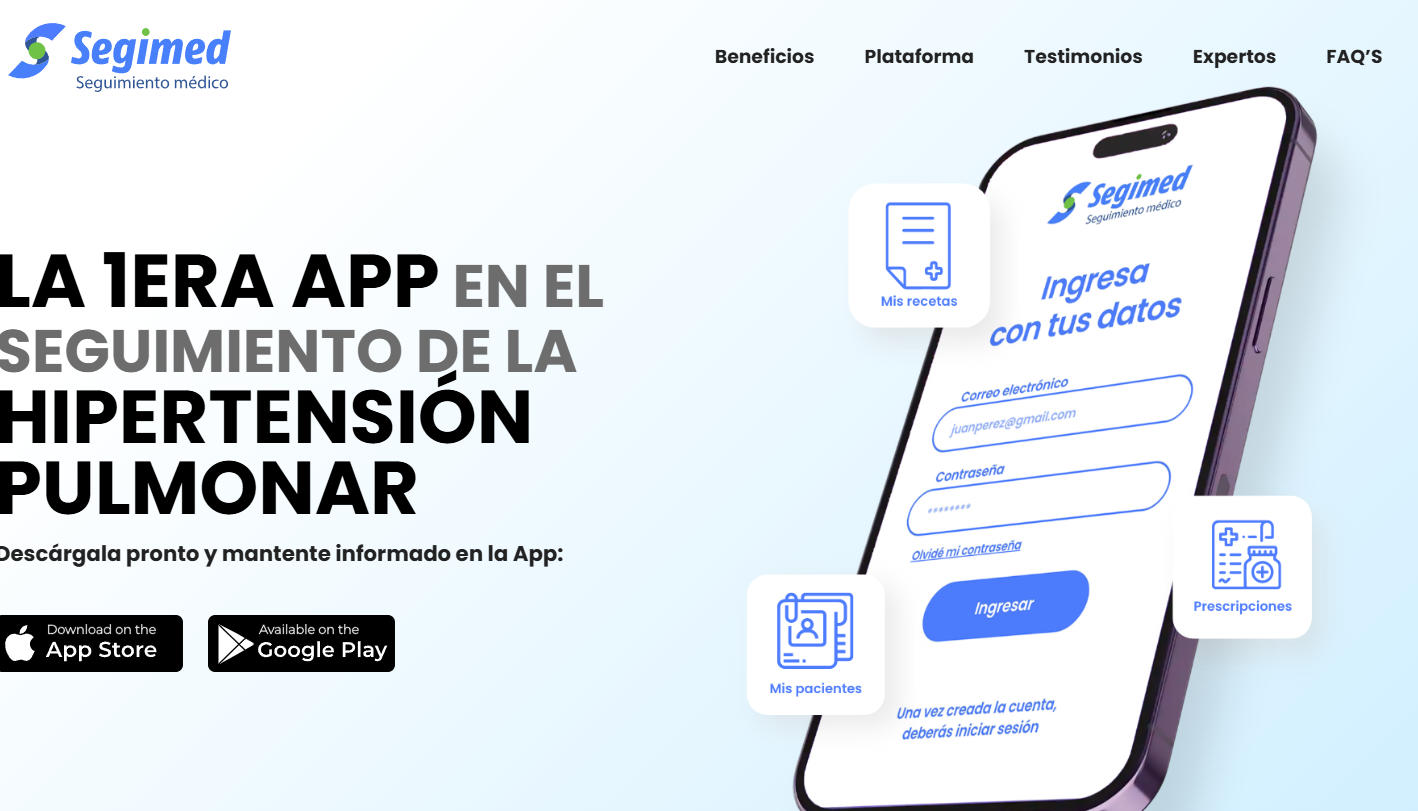 Segimed
Seguimiento médico
Beneficios
Plataforma
Testimonios
Expertos
FAQ’S
LA 1ERA APP EN EL
SEGUIMIENTO DE LA
HIPERTENSIÓN
PULMONAR
Descárgala pronto y mantente informado en la App:
Download on the
App Store
Available on the
Google Play
Segimed
Seguimiento médico
Mis recetas
Ingresa
con tus datos
Correo electrónico
juanperez@gmail.com
Contraseña
********
Olvidé mi contraseña
Ingresar
Prescripciones
Mis pacientes
Una vez creada la cuenta,
deberás iniciar sesión